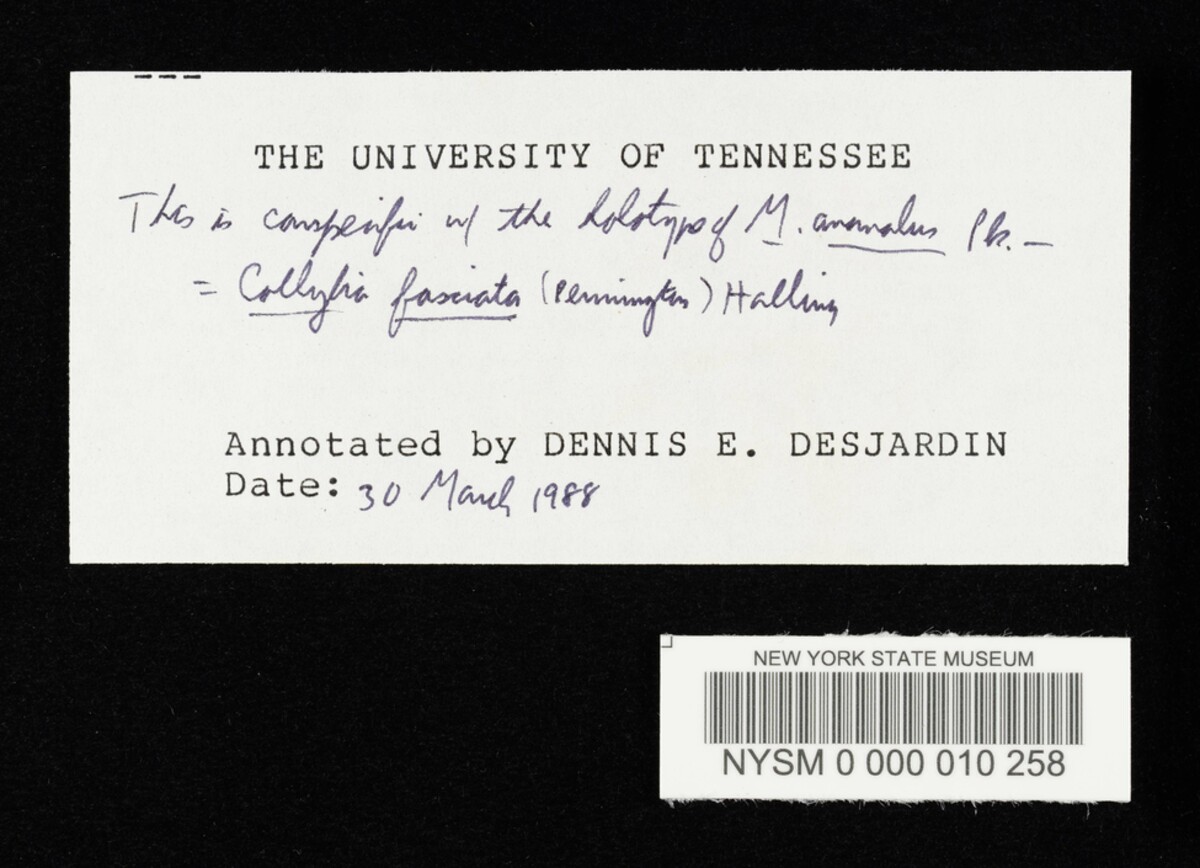 THE UNIVERSITY OF TENNESSEE
This is conspecific w/ the holotype of M. anomalus Pk. —
= Collybia fasciata (Pennington) Halling
Annotated by DENNIS E. DESJARDIN
Date: 30 March 1988
NEW YORK STATE MUSEUM
NYSM 0 000 010 258